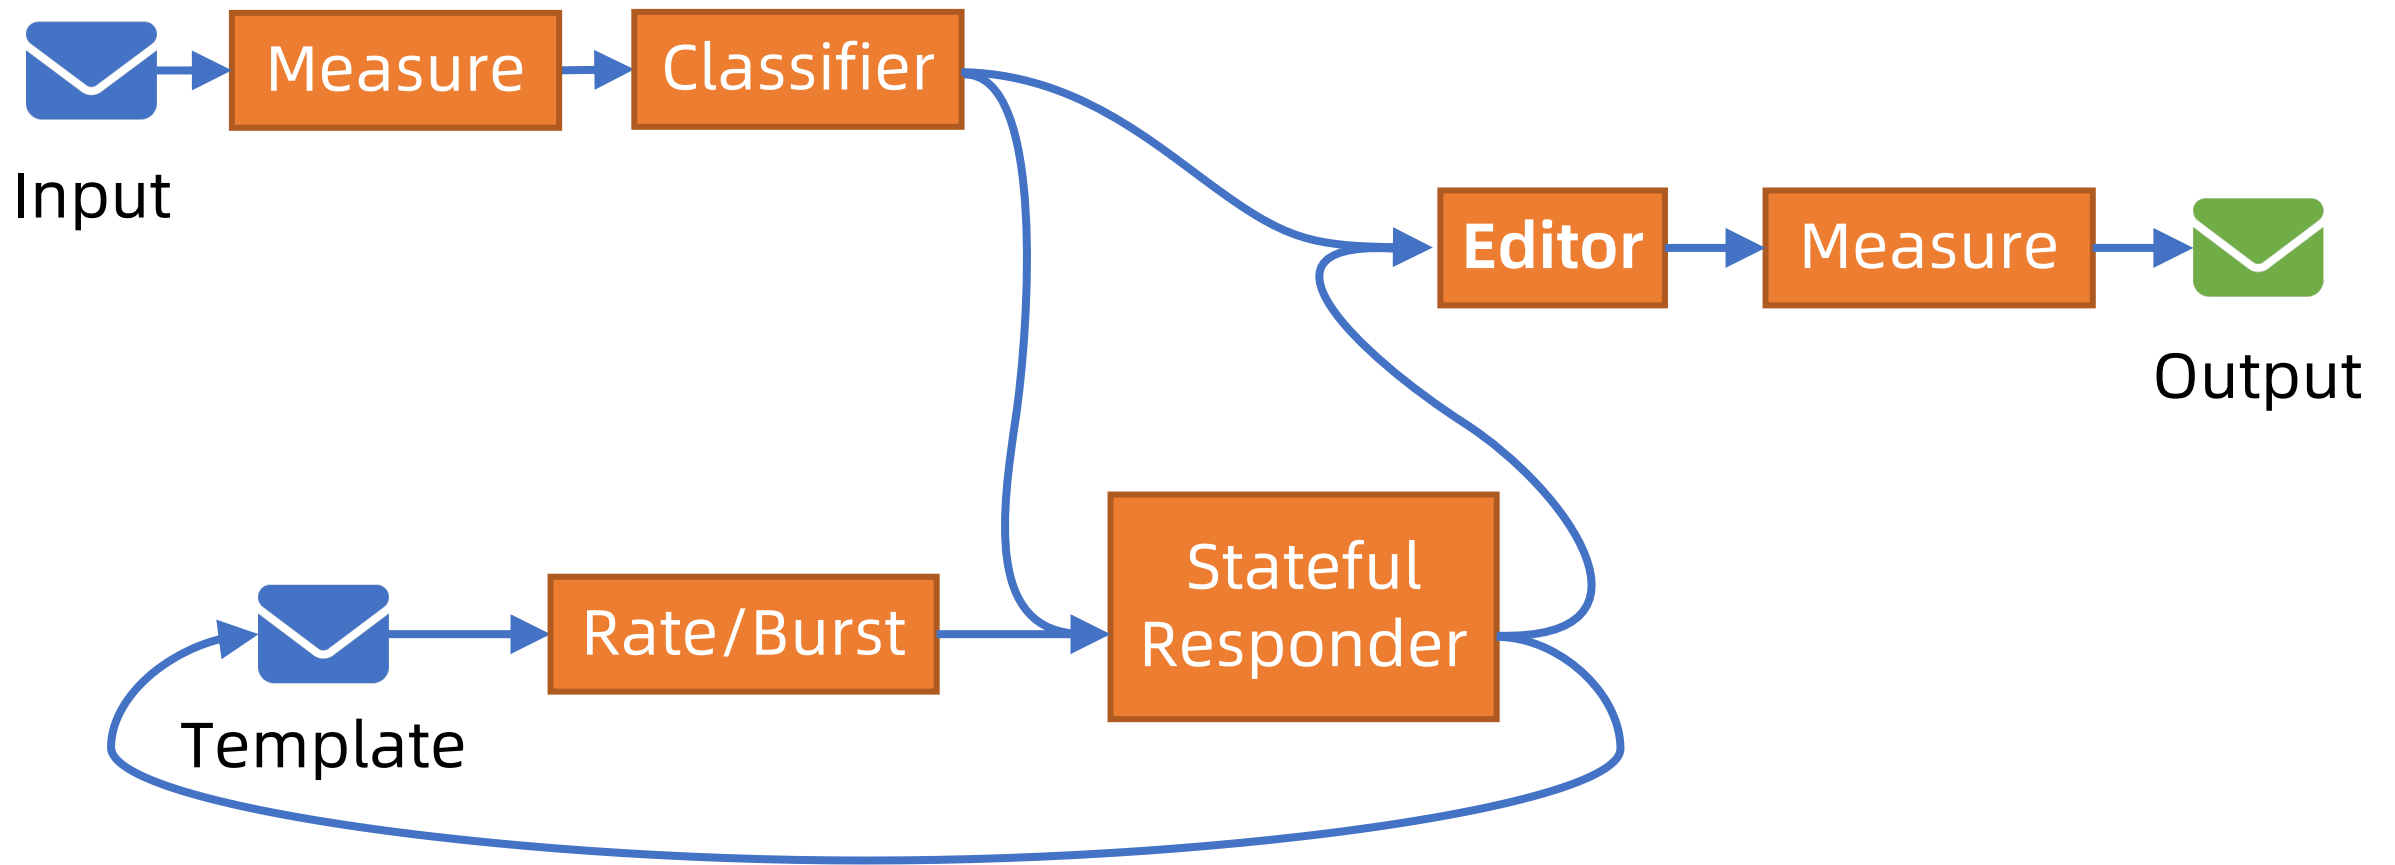 Measure
Classifier
Input
Editor
Measure
Output
Stateful
Responder
Rate/Burst
Template